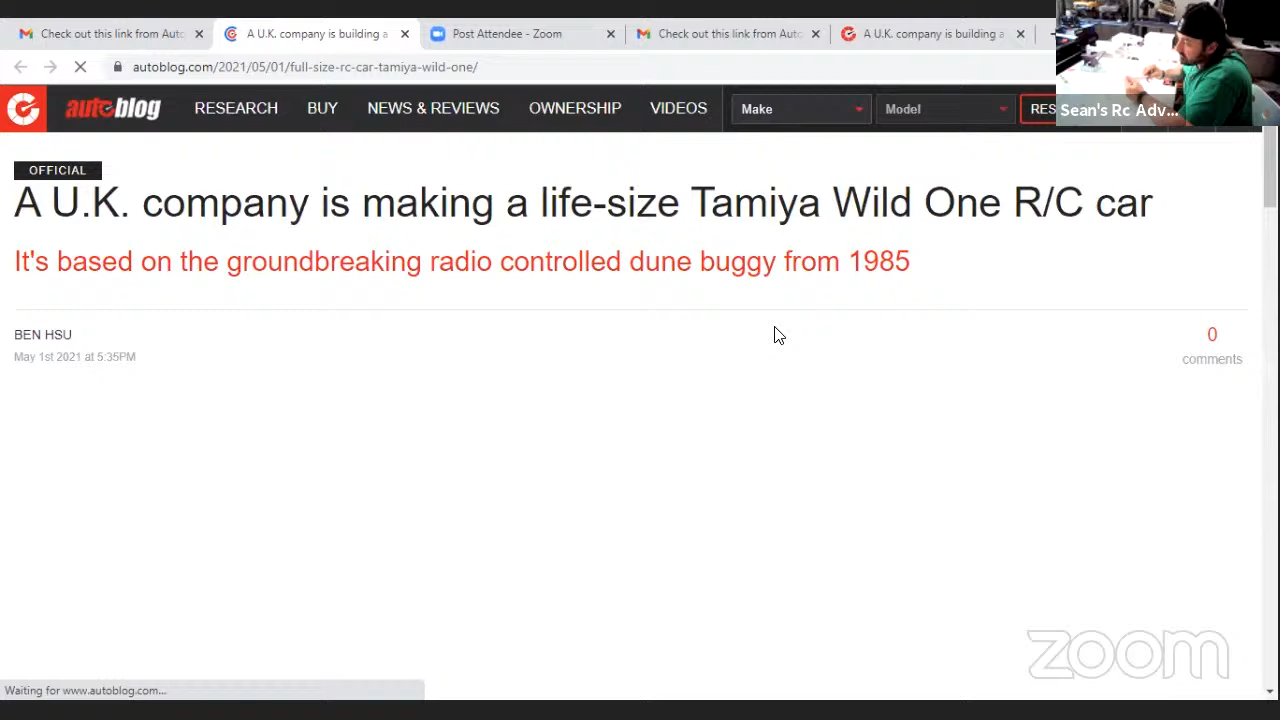 Check out this link from Auto
A U.K. company is building a
Post Attendee - Zoom
Check out this link from Auto
A U.K. company is building a
autoblog.com/2021/05/01/full-size-rc-car-tamiya-wild-one/
Sean's Rc Adv...
autoblog
RESEARCH
BUY
NEWS & REVIEWS
OWNERSHIP
VIDEOS
Make
Model
RES
OFFICIAL
A U.K. company is making a life-size Tamiya Wild One R/C car
It's based on the groundbreaking radio controlled dune buggy from 1985
BEN HSU
May 1st 2021 at 5:35PM
0
comments
zoom
Waiting for www.autoblog.com...